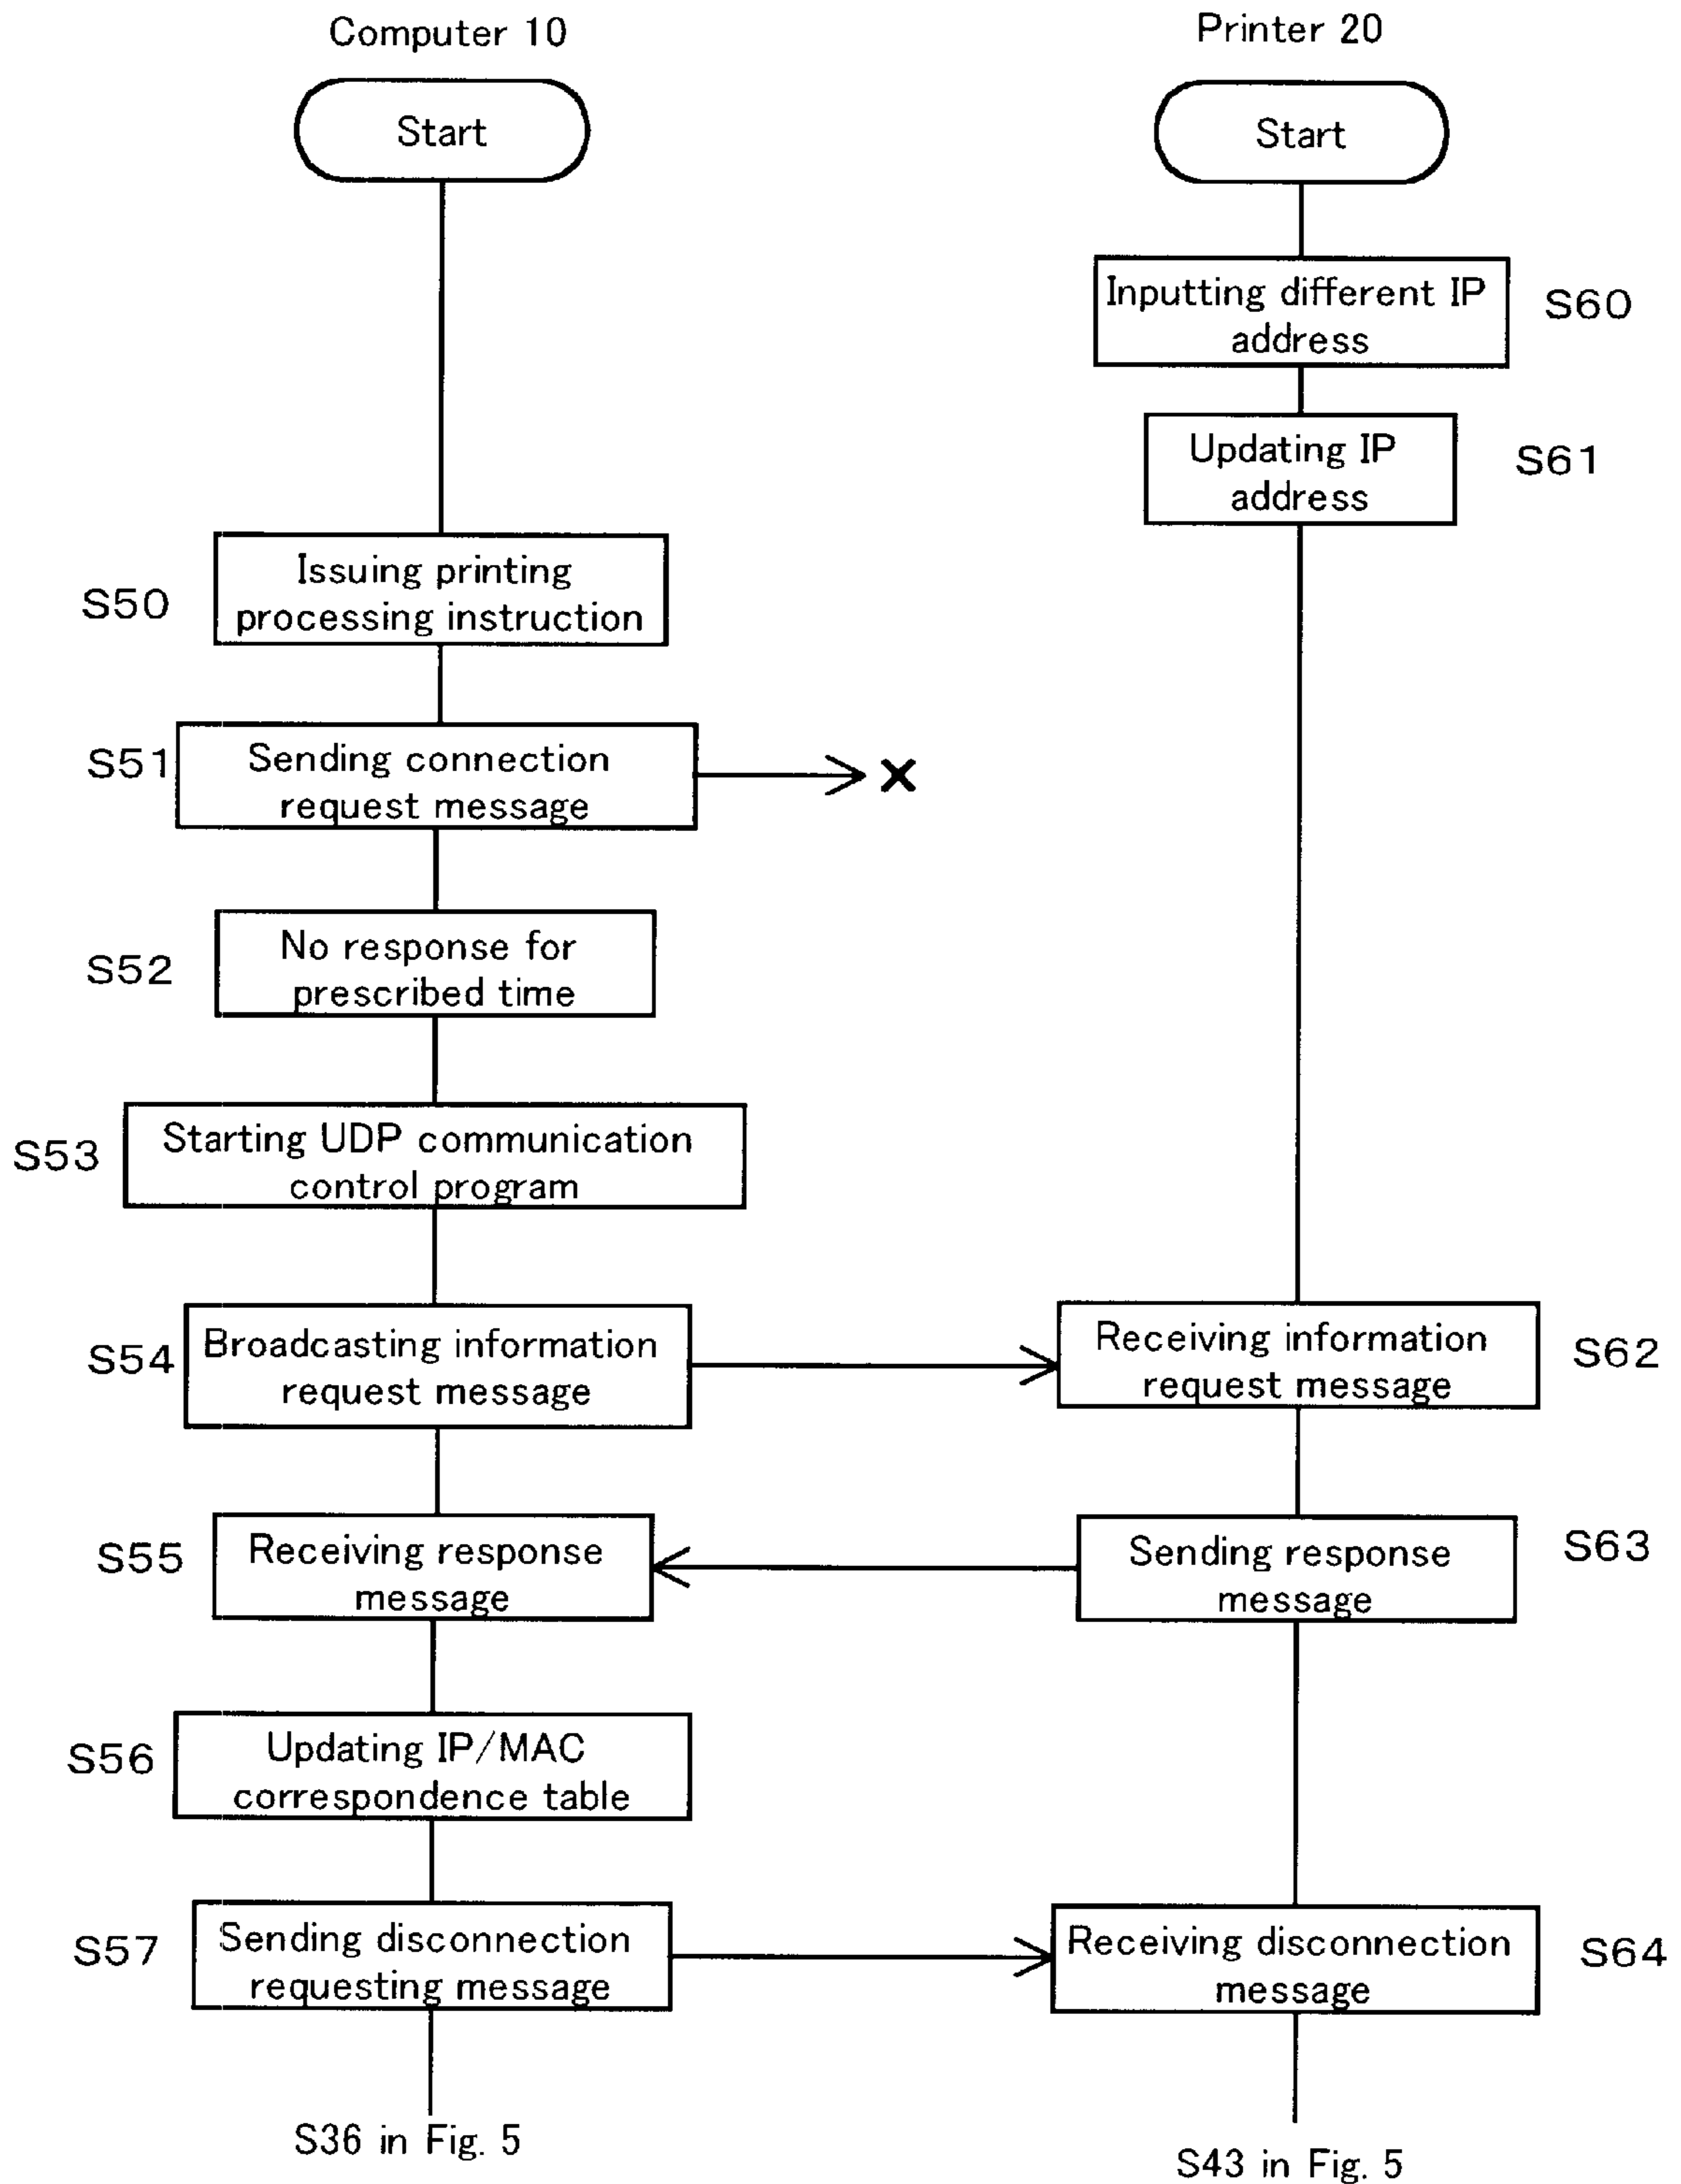 Computer 10
Printer 20
Start
Start
Inputting different IP
address
S60
Updating IP
address
S61
S50
Issuing printing
processing instruction
S51
Sending connection
request message
×
S52
No response for
prescribed time
S53
Starting UDP communication
control program
S54
Broadcasting information
request message
Receiving information
request message
S62
S55
Receiving response
message
Sending response
message
S63
S56
Updating IP/MAC
correspondence table
S57
Sending disconnection
requesting message
Receiving disconnection
message
S64
S36 in Fig. 5
S43 in Fig. 5